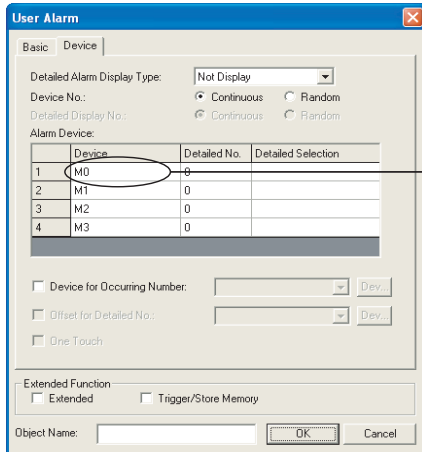 User Alarm
Basic Device
Detailed Alarm Display Type: Not Display
Device No.: Continuous Random
Detailed Display No.: Continuous Random
Alarm Device:
Device Detailed No. Detailed Selection
1 M0 0
2 M1 0
3 M2 0
4 M3 0
Device for Occurring Number: Dev...
Offset for Detailed No.: Dev...
One Touch
Extended Function
Extended Trigger/Store Memory
Object Name: OK Cancel